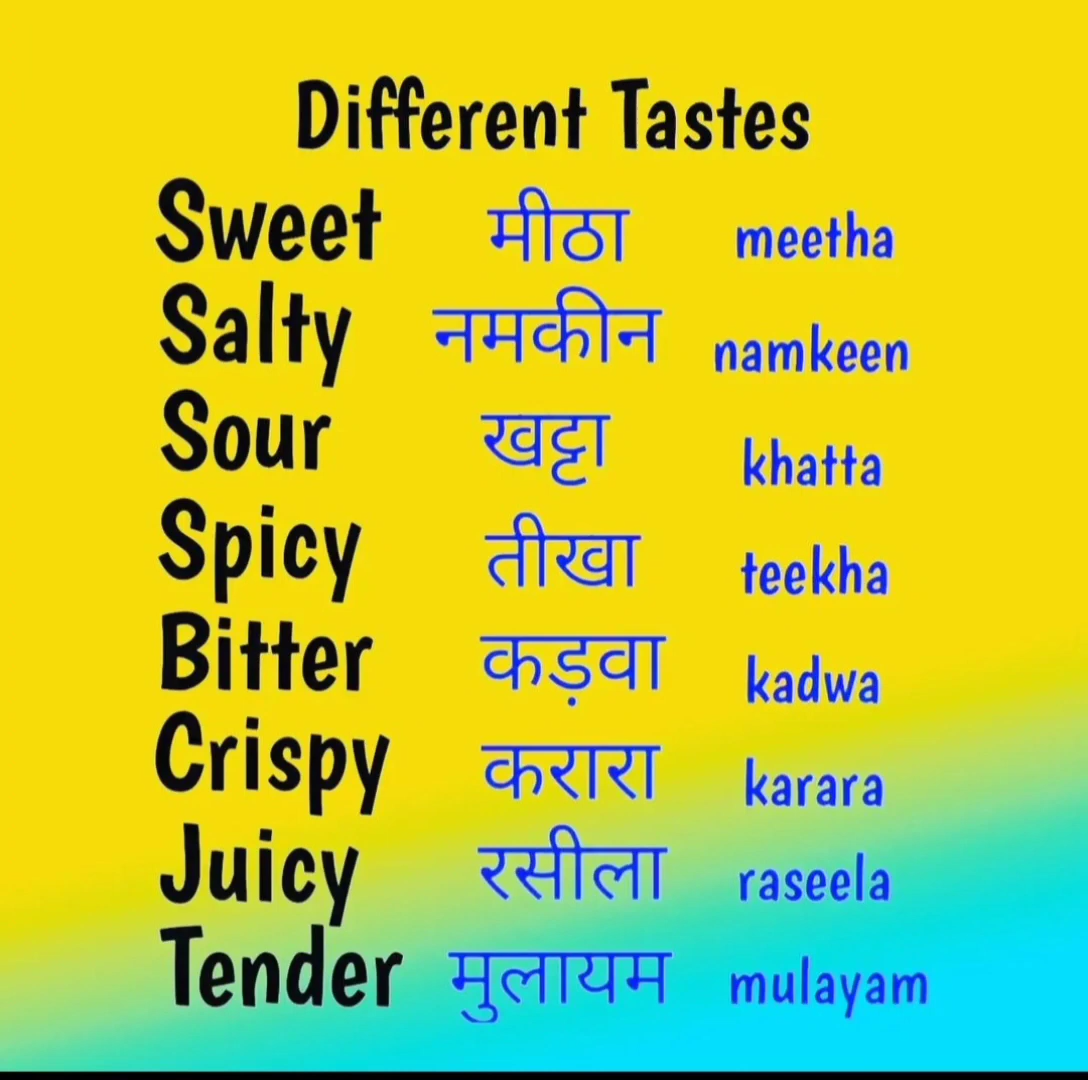 Different Tastes
Sweet मीठा meetha
Salty नमकीन namkeen
Sour खट्टा khatta
Spicy तीखा teekha
Bitter कड़वा kadwa
Crispy करारा karara
Juicy रसीला raseela
Tender मुलायम mulayam